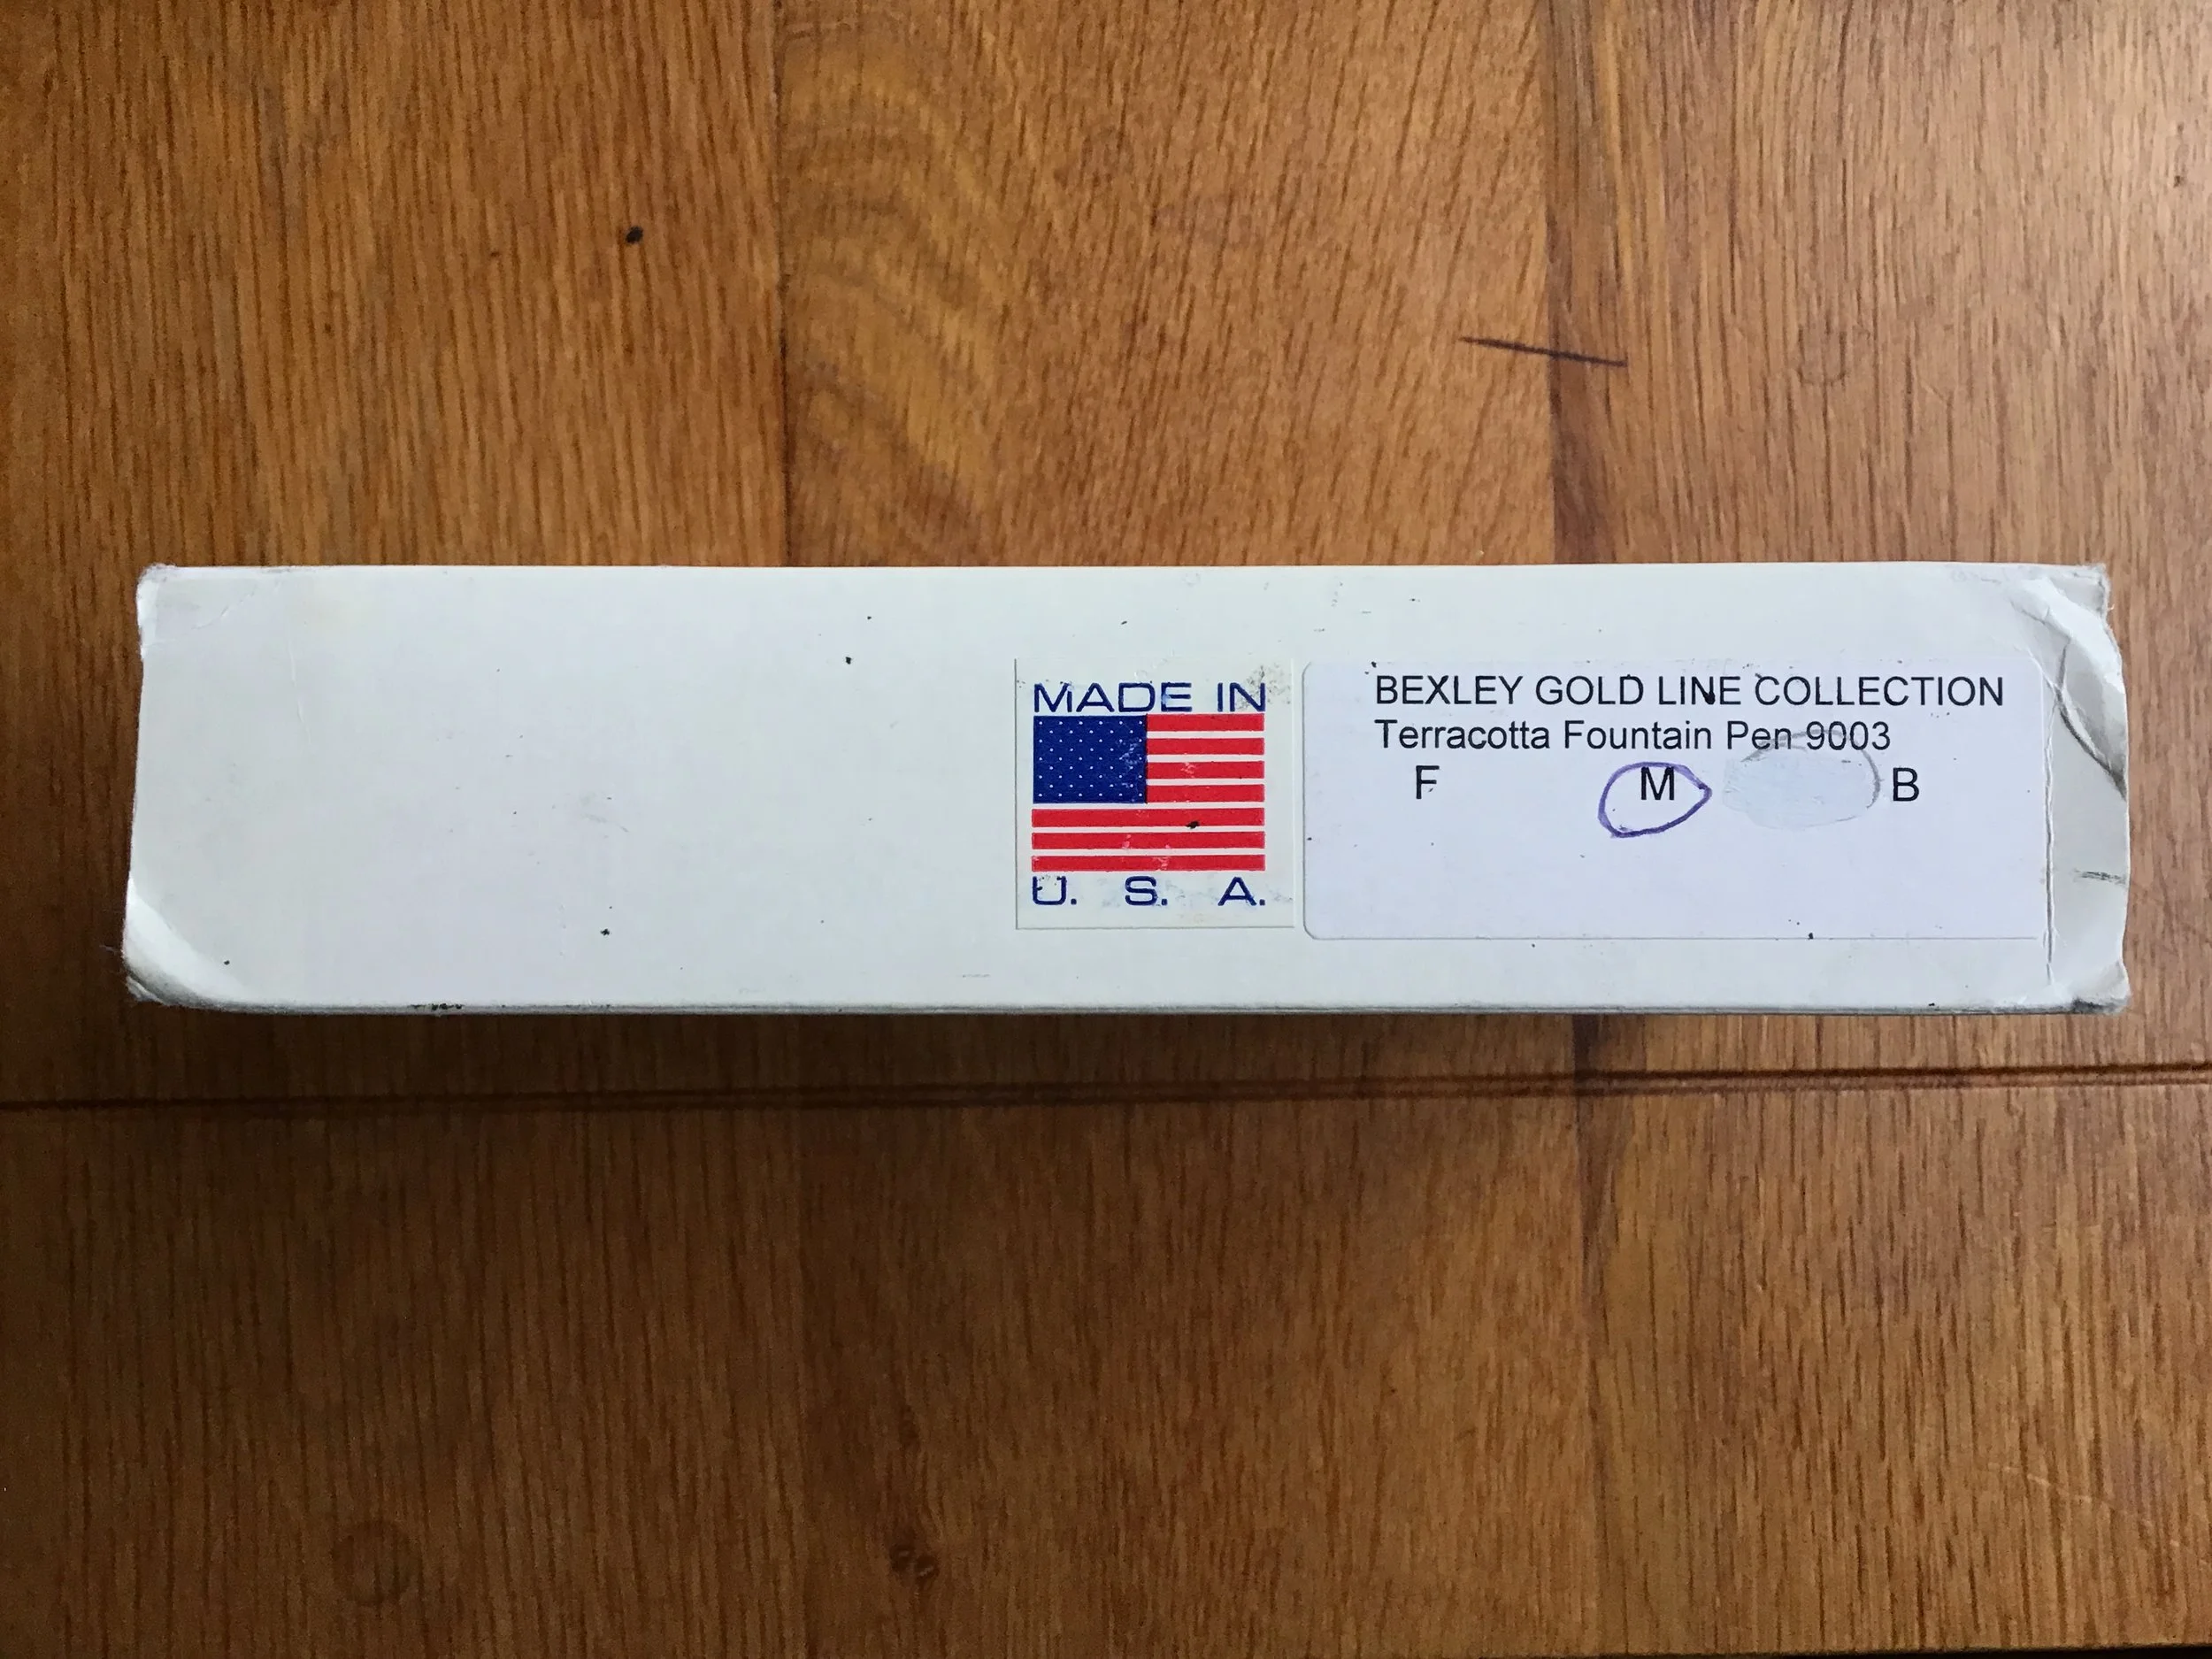 MADE IN
U. S. A.
BEXLEY GOLD LINE COLLECTION
Terracotta Fountain Pen 9003
F M B